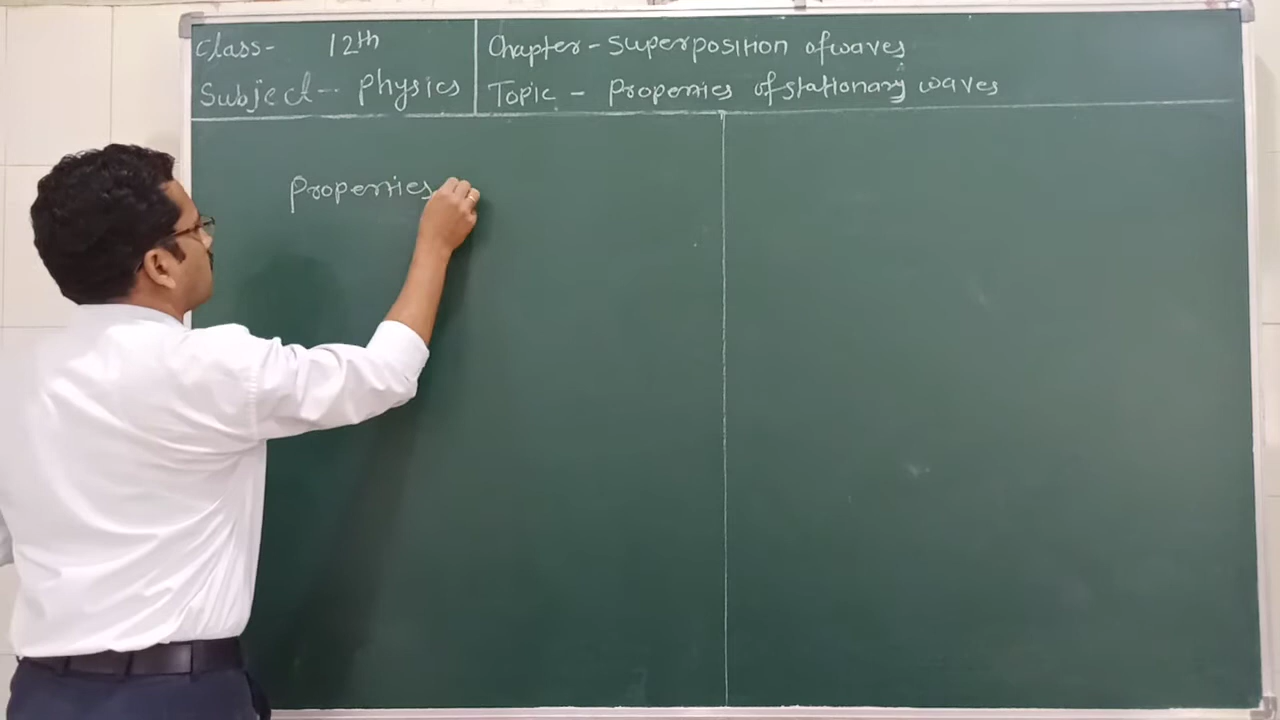 Class- 12th
Subject- Physics
Chapter - Superposition of waves
Topic - Properties of stationary waves
Properties